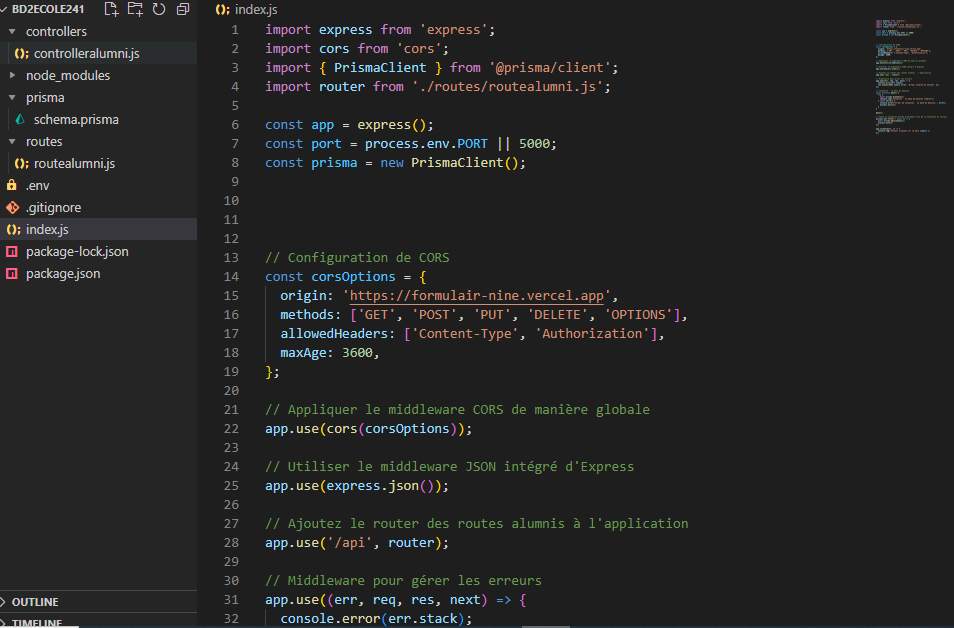 BD2ECOLE241
controllers
controlleralumni.js
node_modules
prisma
schema.prisma
routes
routealumni.js
.env
.gitignore
index.js
package-lock.json
package.json
OUTLINE
TIMELINE
index.js
1 import express from 'express';
2 import cors from 'cors';
3 import { PrismaClient } from '@prisma/client';
4 import router from './routes/routealumni.js';
5
6 const app = express();
7 const port = process.env.PORT || 5000;
8 const prisma = new PrismaClient();
9
10
11
12
13 // Configuration de CORS
14 const corsOptions = {
15 origin: 'https://formulair-nine.vercel.app',
16 methods: ['GET', 'POST', 'PUT', 'DELETE', 'OPTIONS'],
17 allowedHeaders: ['Content-Type', 'Authorization'],
18 maxAge: 3600,
19 };
20
21 // Appliquer le middleware CORS de manière globale
22 app.use(cors(corsOptions));
23
24 // Utiliser le middleware JSON intégré d'Express
25 app.use(express.json());
26
27 // Ajoutez le router des routes alumnis à l'application
28 app.use('/api', router);
29
30 // Middleware pour gérer les erreurs
31 app.use((err, req, res, next) => {
32 console.error(err.stack);